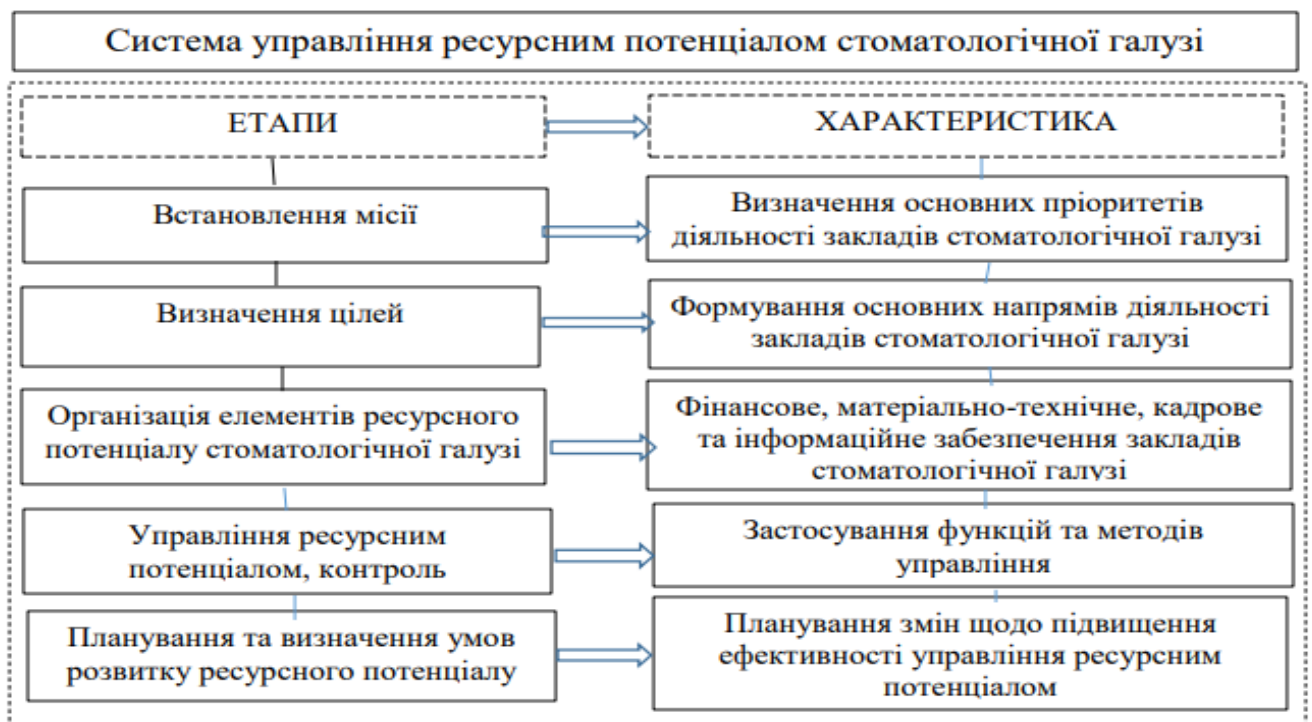 Система управління ресурсним потенціалом стоматологічної галузі
ЕТАПИ
ХАРАКТЕРИСТИКА
Встановлення місії
Визначення основних пріоритетів
діяльності закладів стоматологічної галузі
Визначення цілей
Формування основних напрямів діяльності
закладів стоматологічної галузі
Організація елементів ресурсного
потенціалу стоматологічної галузі
Фінансове, матеріально-технічне, кадрове
та інформаційне забезпечення закладів
стоматологічної галузі
Управління ресурсним
потенціалом, контроль
Застосування функцій та методів
управління
Планування та визначення умов
розвитку ресурсного потенціалу
Планування змін щодо підвищення
ефективності управління ресурсним
потенціалом